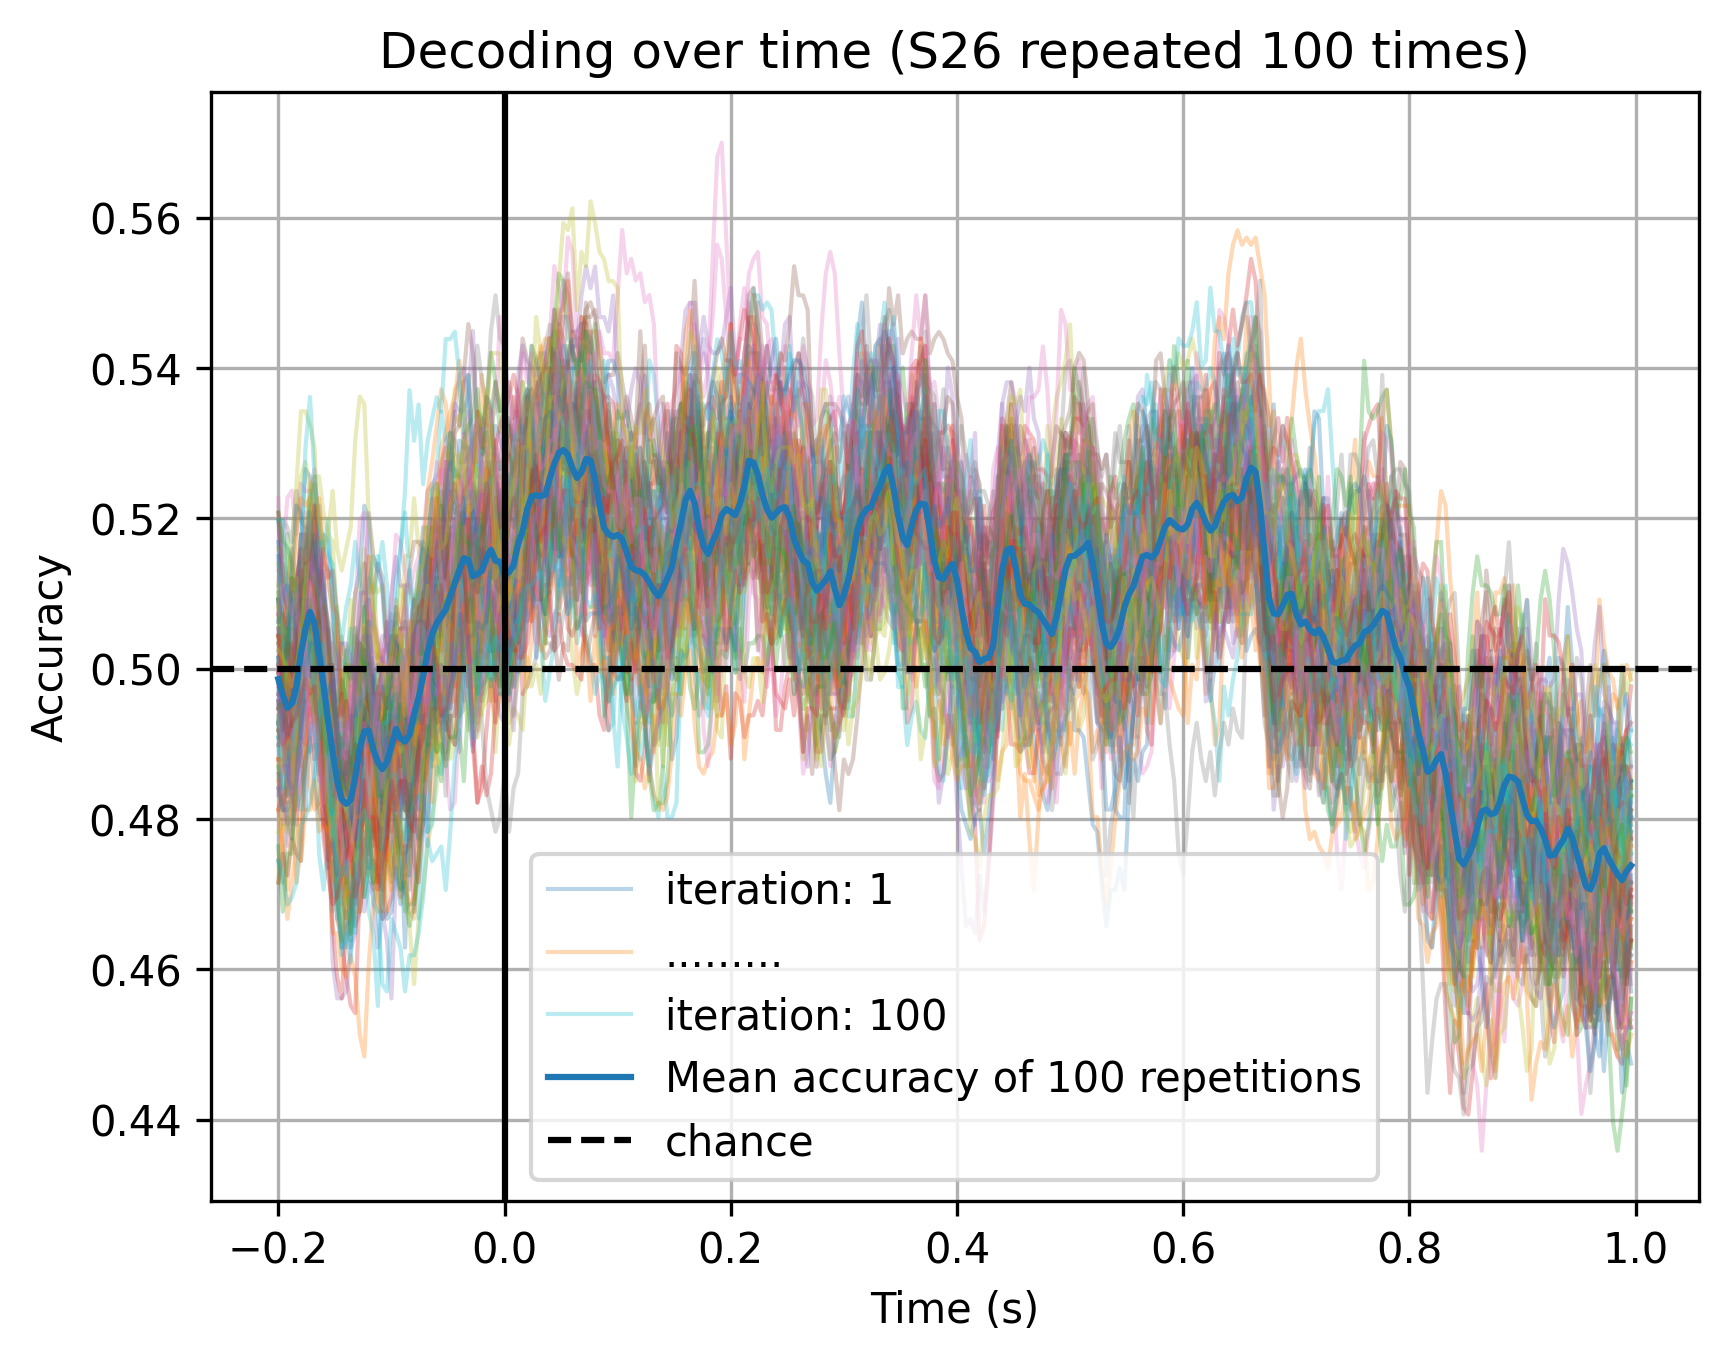 Decoding over time (S26 repeated 100 times)
Accuracy
0.56
0.54
0.52
0.50
0.48
0.46
0.44
iteration: 1
.........
iteration: 100
Mean accuracy of 100 repetitions
chance
−0.2 0.0 0.2 0.4 0.6 0.8 1.0
Time (s)